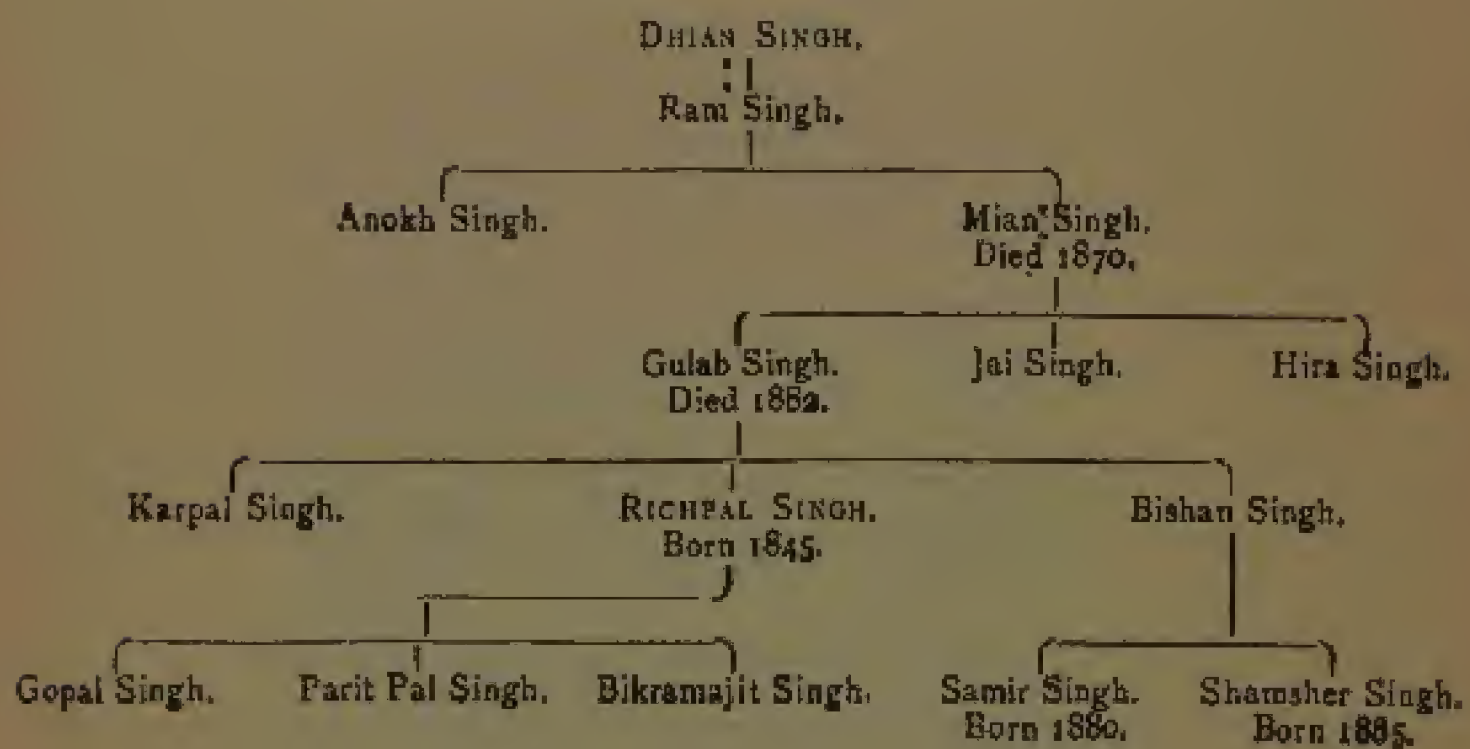 DHIAN SINGH.
Ram Singh.
Anokh Singh. Mian Singh.
Died 1870.
Gulab Singh. Jai Singh. Hira Singh.
Died 1882.
Karpal Singh. RICHPAL SINGH. Bishan Singh.
Born 1845.
Gopal Singh. Parit Pal Singh. Bikramajit Singh. Samir Singh. Shamsher Singh.
Born 1880. Born 1885.